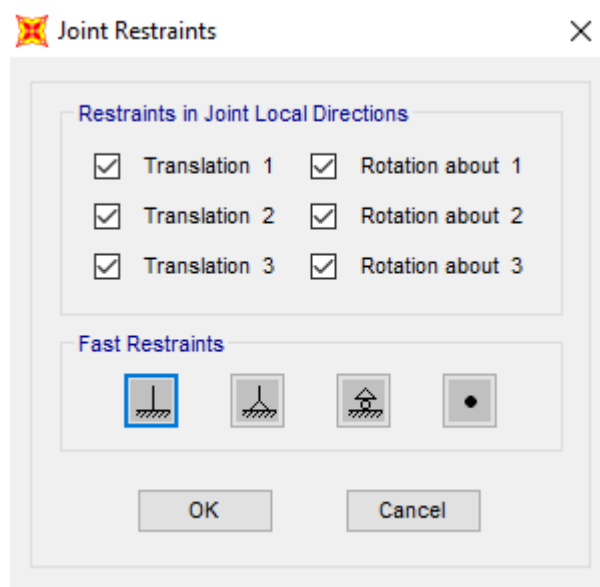 Joint Restraints
Restraints in Joint Local Directions
Translation 1 Rotation about 1
Translation 2 Rotation about 2
Translation 3 Rotation about 3
Fast Restraints
OK Cancel